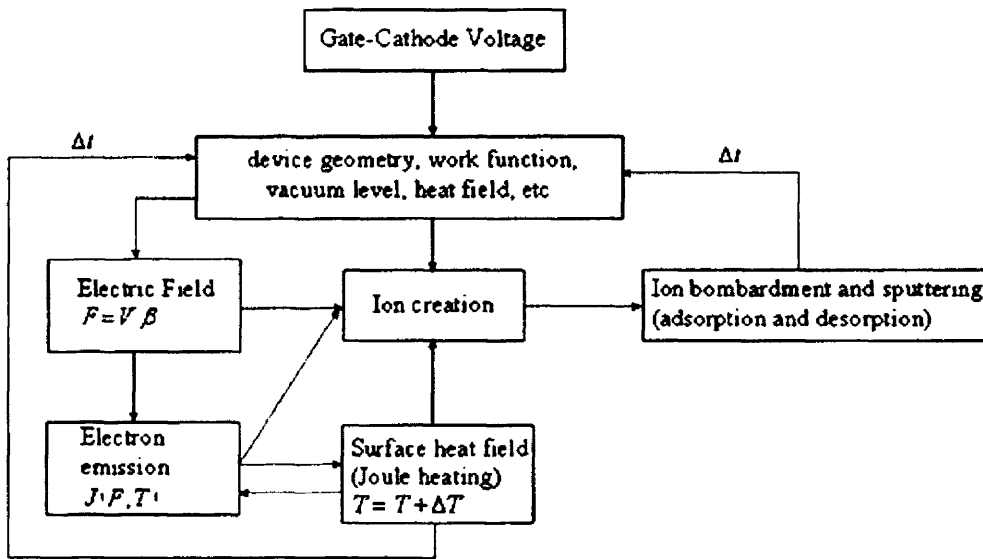 Gate-Cathode Voltage
Δt
device geometry, work function,
vacuum level, heat field, etc
Δt
Electric Field
F = V β
Ion creation
Ion bombardment and sputtering
(adsorption and desorption)
Electron
emission
J(F,T)
Surface heat field
(Joule heating)
T = T + ΔT